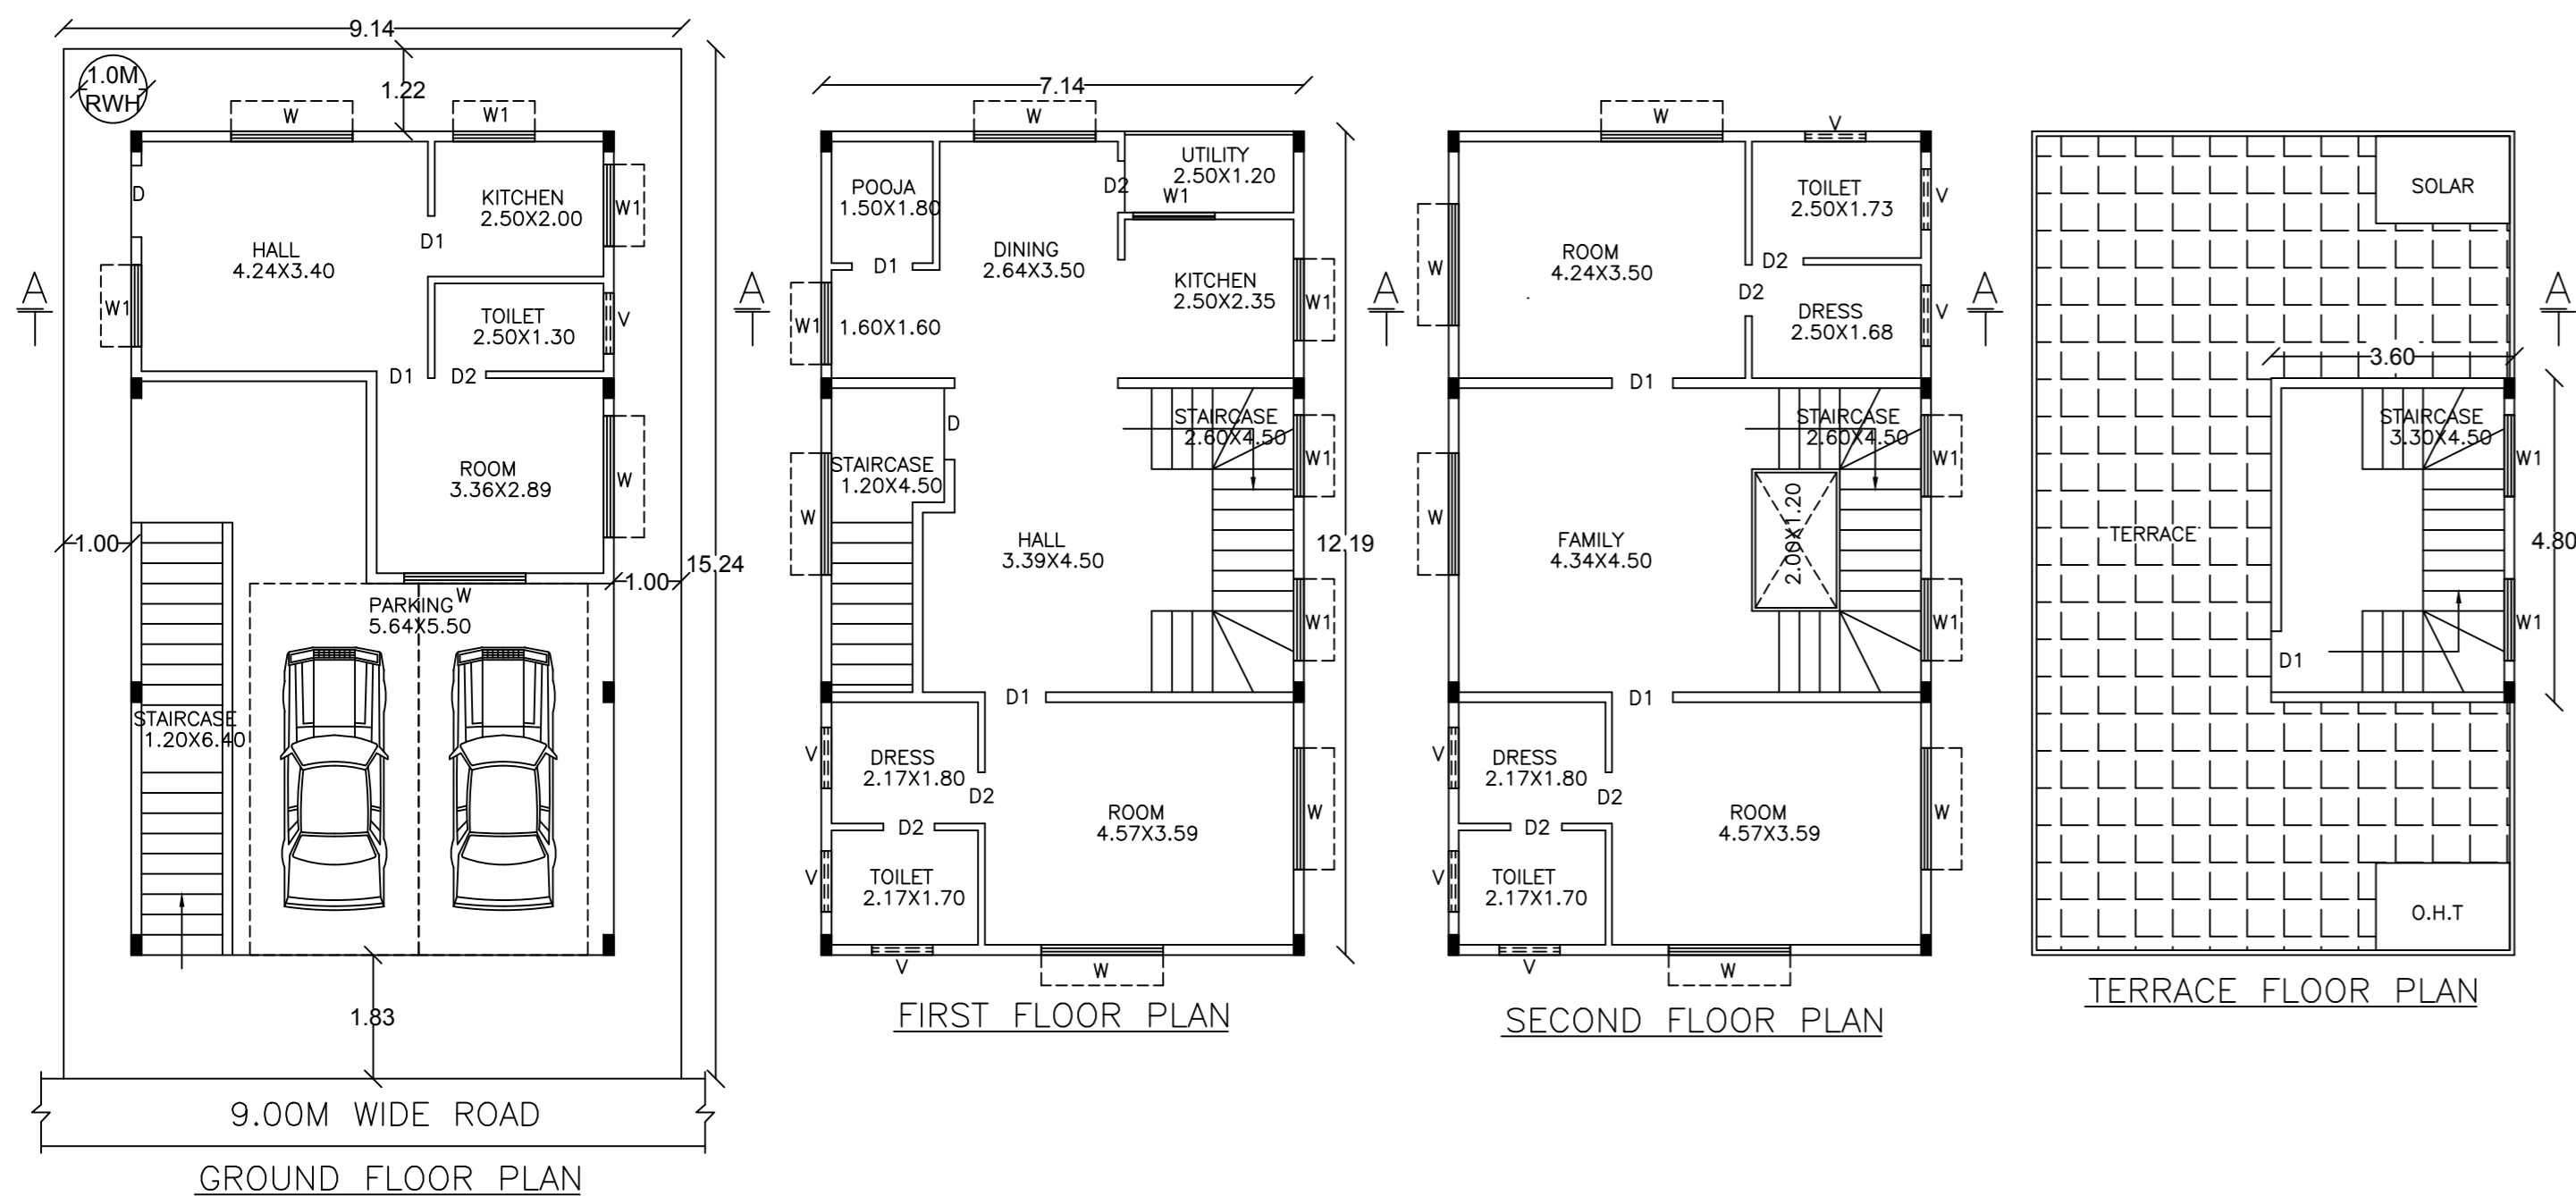 9.14
1.0M
RWH
1.22
W
W1
D
KITCHEN
2.50X2.00
W1
D1
HALL
4.24X3.40
A
W1
TOILET
2.50X1.30
V
A
D1
D2
ROOM
3.36X2.89
W
1.00
15.24
1.00
W
PARKING
5.64X5.50
STAIRCASE
1.20X6.40
1.83
9.00M WIDE ROAD
GROUND FLOOR PLAN
7.14
W
UTILITY
2.50X1.20
D2
W1
POOJA
1.50X1.80
DINING
2.64X3.50
D1
KITCHEN
2.50X2.35
W1
1.60X1.60
W1
A
STAIRCASE
2.60X4.50
D
STAIRCASE
1.20X4.50
W1
W
HALL
3.39X4.50
12.19
W1
D1
V
DRESS
2.17X1.80
D2
ROOM
4.57X3.59
W
D2
V
TOILET
2.17X1.70
V
W
FIRST FLOOR PLAN
W
V
TOILET
2.50X1.73
V
ROOM
4.24X3.50
W
D2
D2
DRESS
2.50X1.68
V
A
D1
STAIRCASE
2.60X4.50
W1
W
FAMILY
4.34X4.50
2.00X1.20
W1
D1
V
DRESS
2.17X1.80
D2
ROOM
4.57X3.59
W
D2
V
TOILET
2.17X1.70
V
W
SECOND FLOOR PLAN
SOLAR
A
3.60
STAIRCASE
3.30X4.50
W1
TERRACE
4.80
W1
D1
O.H.T
TERRACE FLOOR PLAN